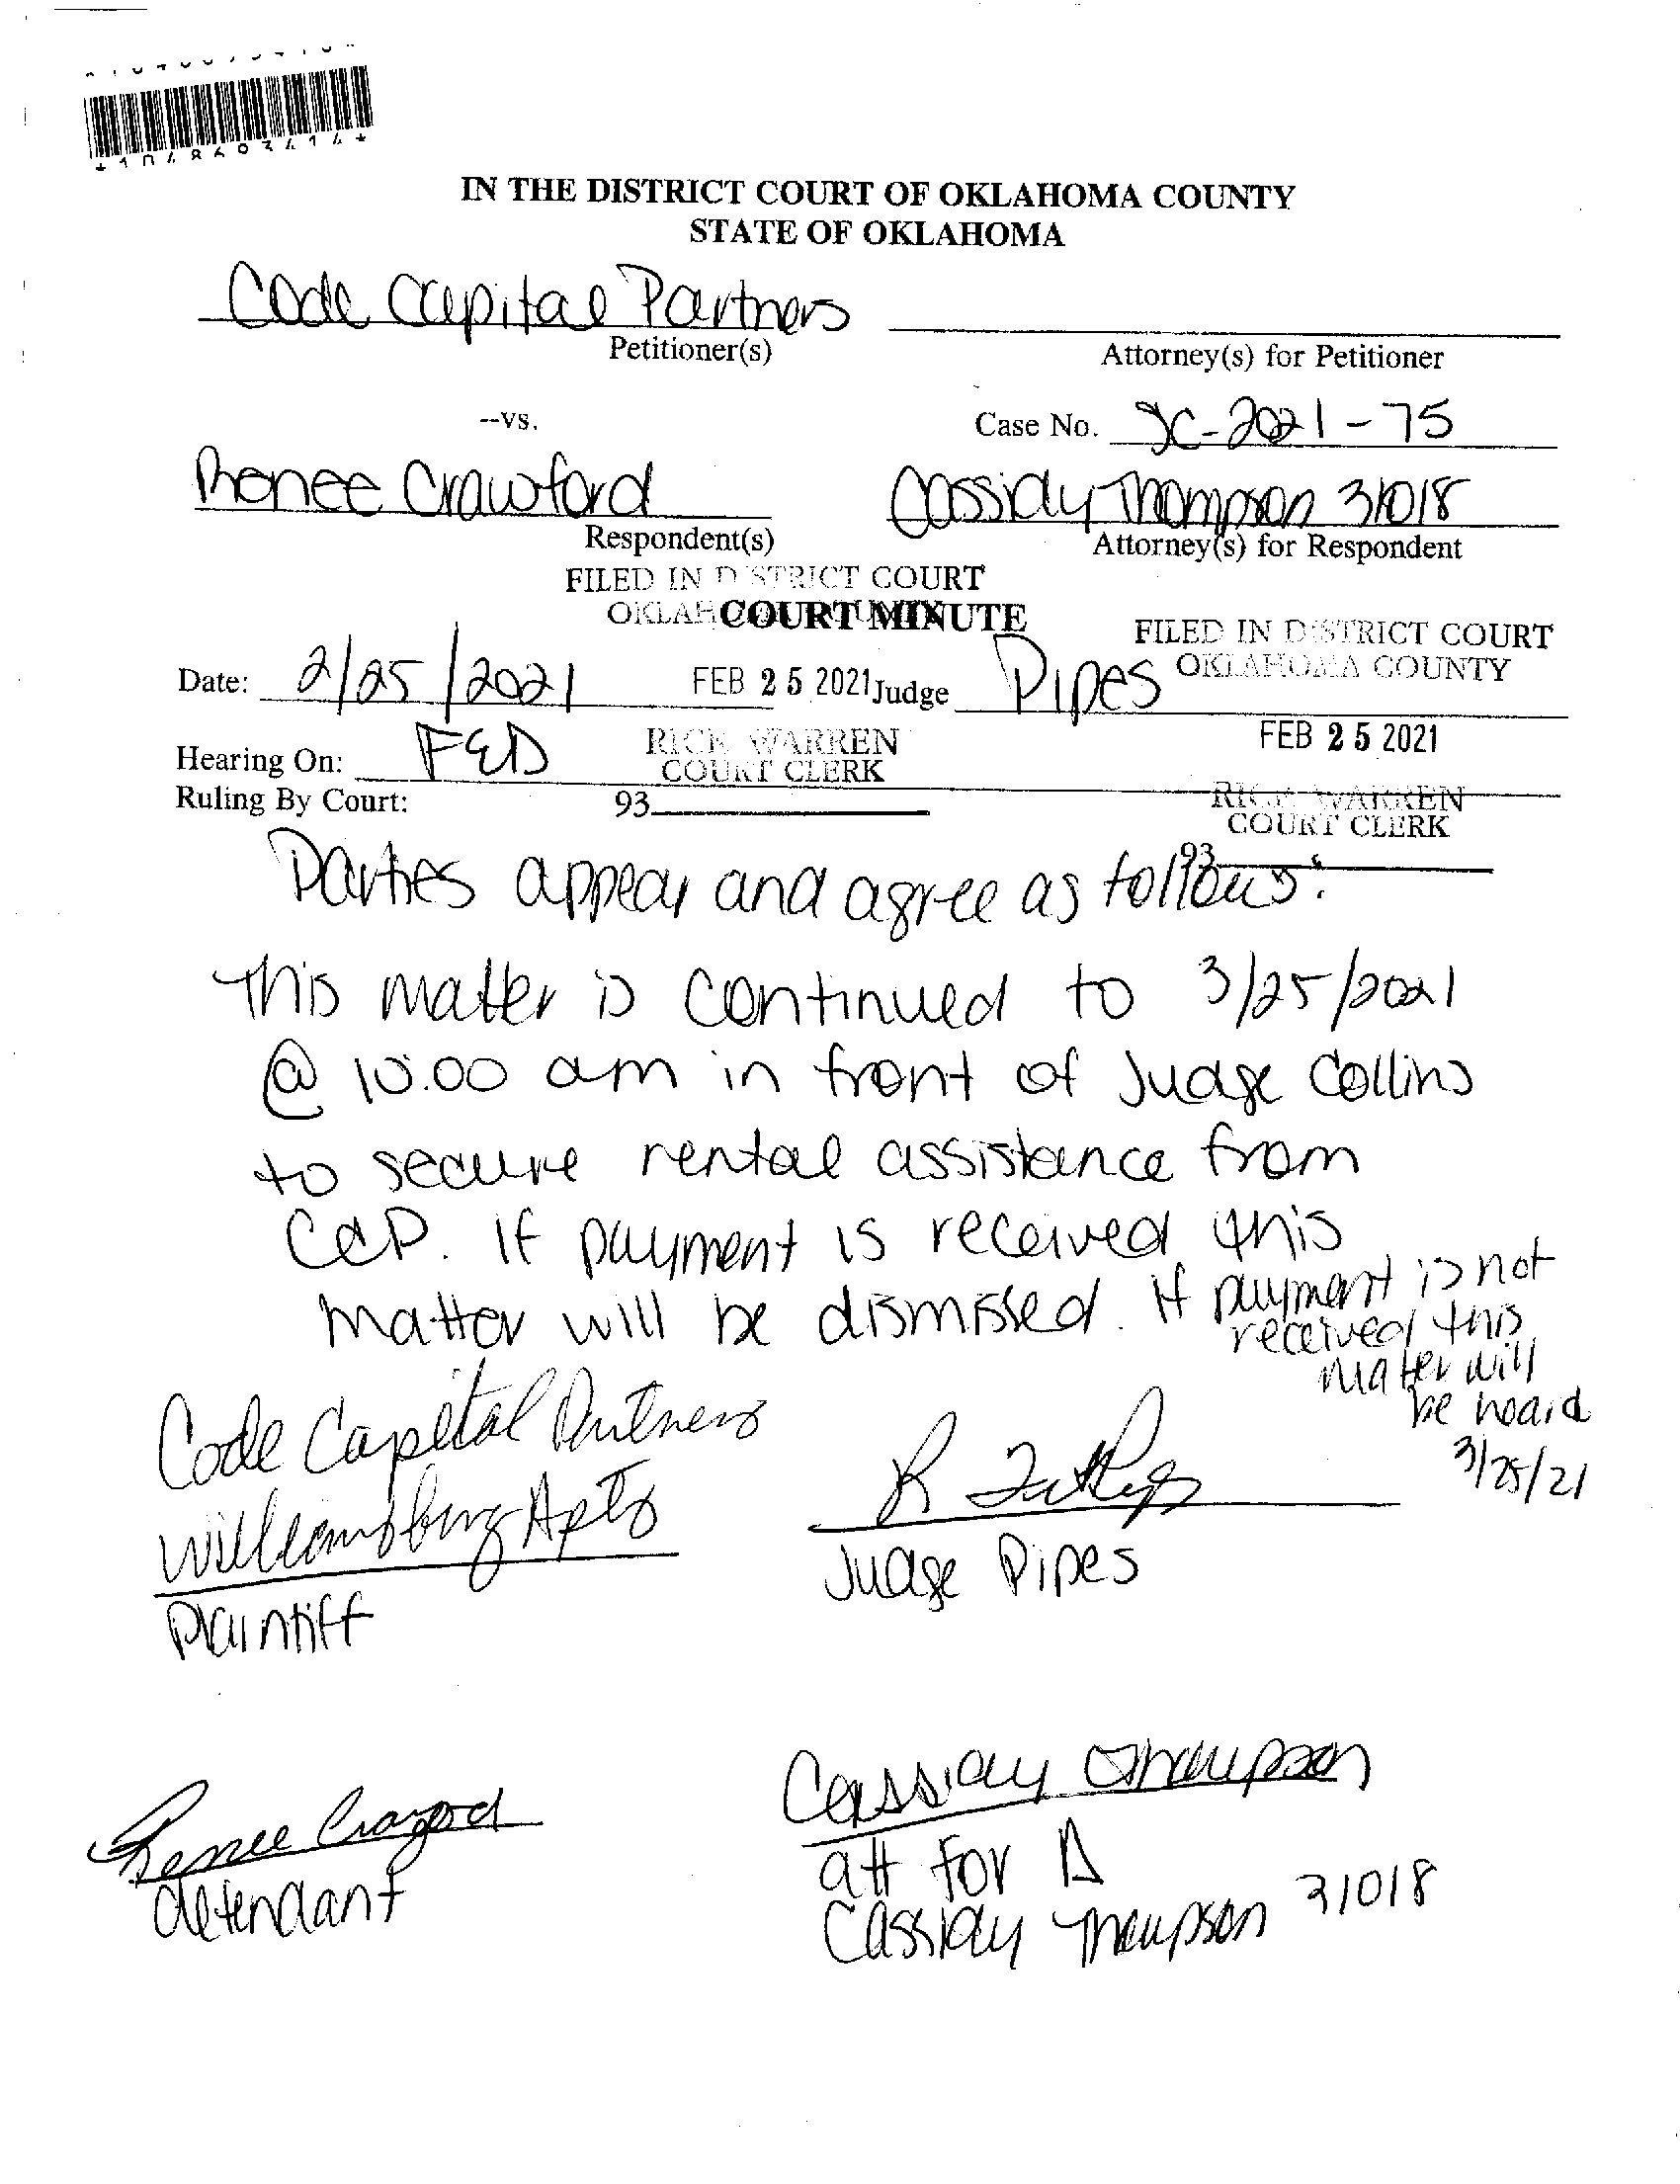 *1048603414*
IN THE DISTRICT COURT OF OKLAHOMA COUNTY
STATE OF OKLAHOMA
Code Capital Partners
Petitioner(s)
Attorney(s) for Petitioner
--vs.
Case No. SC-2021-75
Renee Crawford
Respondent(s)
Cassidy Thompson 31018
Attorney(s) for Respondent
FILED IN DISTRICT COURT
COURT MINUTE
FILED IN DISTRICT COURT
OKLAHOMA COUNTY
Date: 2/25/2021
FEB 25 2021
Judge Pipes
FEB 25 2021
Hearing On: FED
RICK WARREN
COURT CLERK
Ruling By Court:
93
RICK WARREN
COURT CLERK
93
Parties appear and agree as follows:
This matter is continued to 3/25/2021
@ 10:00 am in front of Judge Collins
to secure rental assistance from
CAP. If payment is received this
matter will be dismissed. If payment is not
received this
matter will
be heard
3/25/21
Code Capital Partners
Williamsburg Apts
Plaintiff
Judge Pipes
Renee Crawford
defendant
Cassidy Thompson
att for Δ
Cassidy Thompson 31018